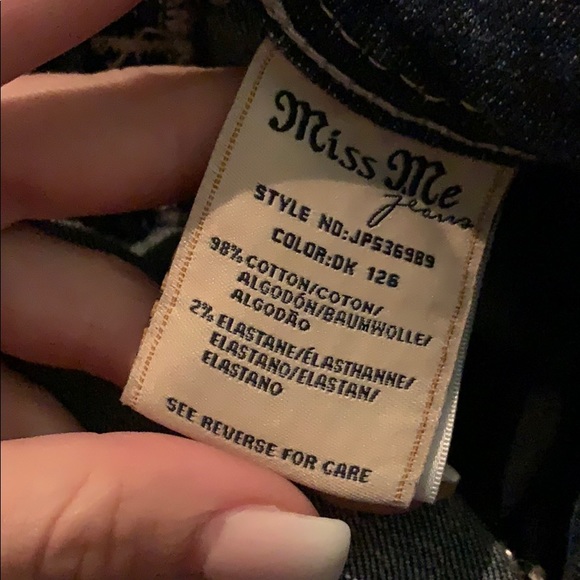 Miss Me
Jeans
STYLE NO:JP5369B9
COLOR:DK 126
98% COTTON/COTON/
ALGODÓN/BAUMWOLLE/
ALGODÃO
2% ELASTANE/ÉLASTHANNE/
ELASTANO/ELASTAN/
ELASTANO
SEE REVERSE FOR CARE